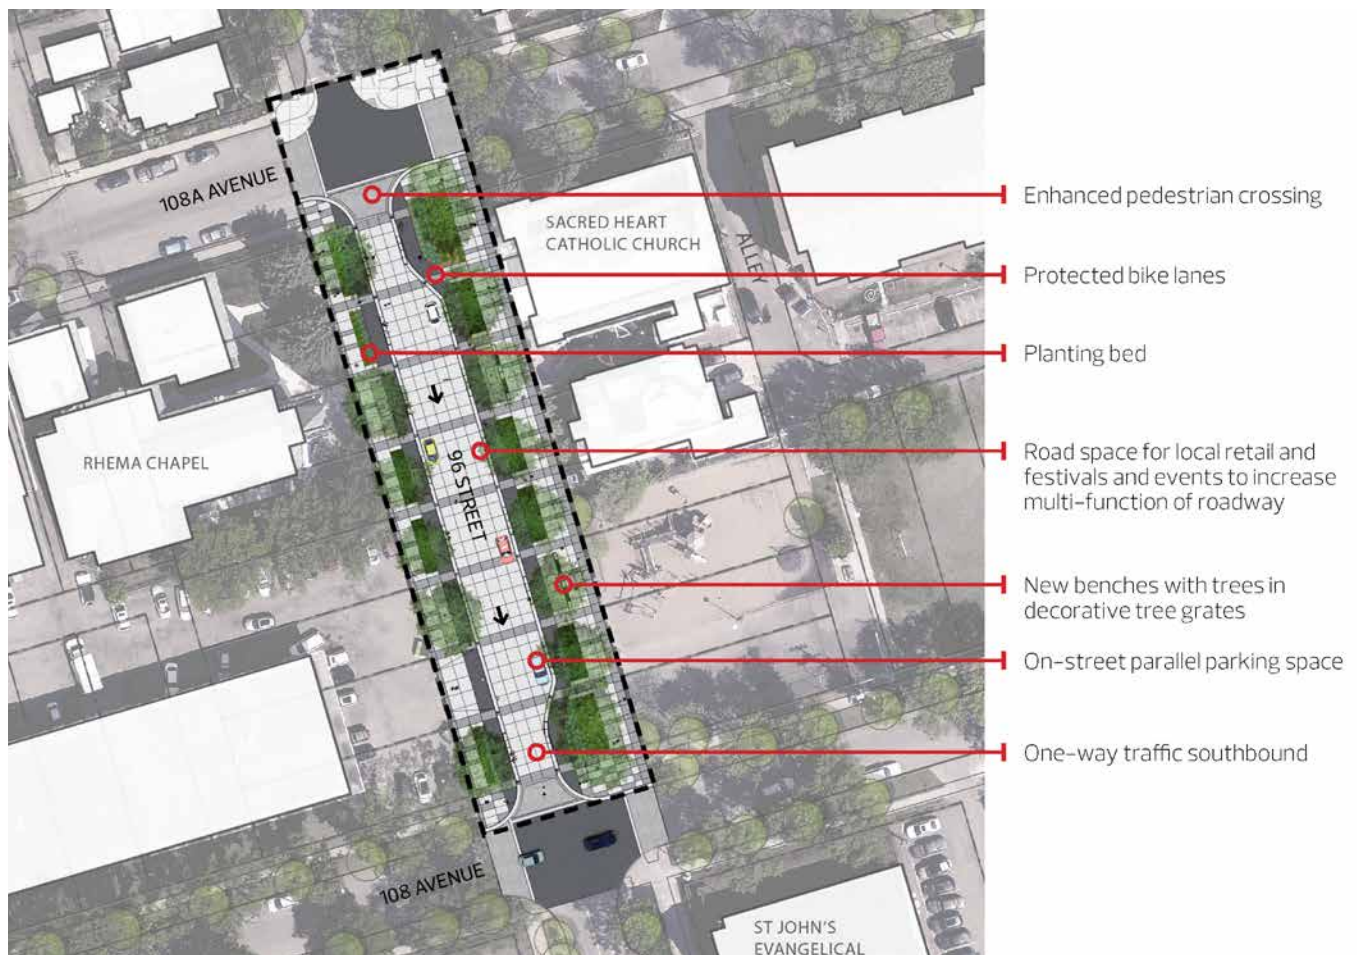 108A AVENUE
SACRED HEART
CATHOLIC CHURCH
ALLEY
RHEMA CHAPEL
96 STREET
108 AVENUE
ST JOHN'S
EVANGELICAL
Enhanced pedestrian crossing
Protected bike lanes
Planting bed
Road space for local retail and
festivals and events to increase
multi-function of roadway
New benches with trees in
decorative tree grates
On-street parallel parking space
One-way traffic southbound